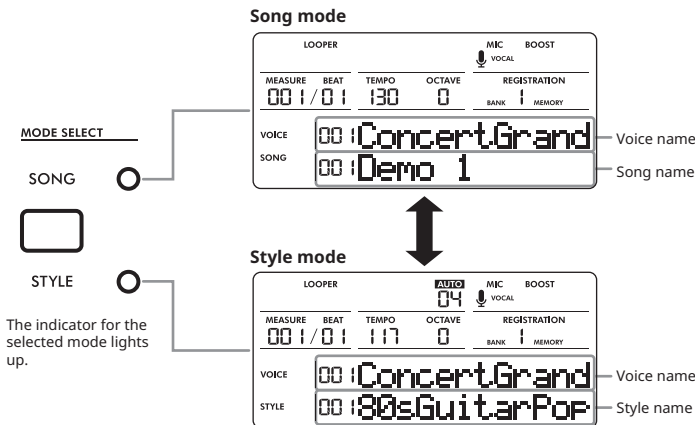 Song mode
LOOPER MIC BOOST
VOCAL
MEASURE BEAT TEMPO OCTAVE REGISTRATION
001/01 130 0 BANK 1 MEMORY
MODE SELECT
VOICE 001 ConcertGrand Voice name
SONG 001 Demo 1 Song name
SONG
STYLE
Style mode
LOOPER AUTO MIC BOOST
04 VOCAL
MEASURE BEAT TEMPO OCTAVE REGISTRATION
001/01 117 0 BANK 1 MEMORY
The indicator for the
selected mode lights
up.
VOICE 001 ConcertGrand Voice name
STYLE 001 80sGuitarPop Style name